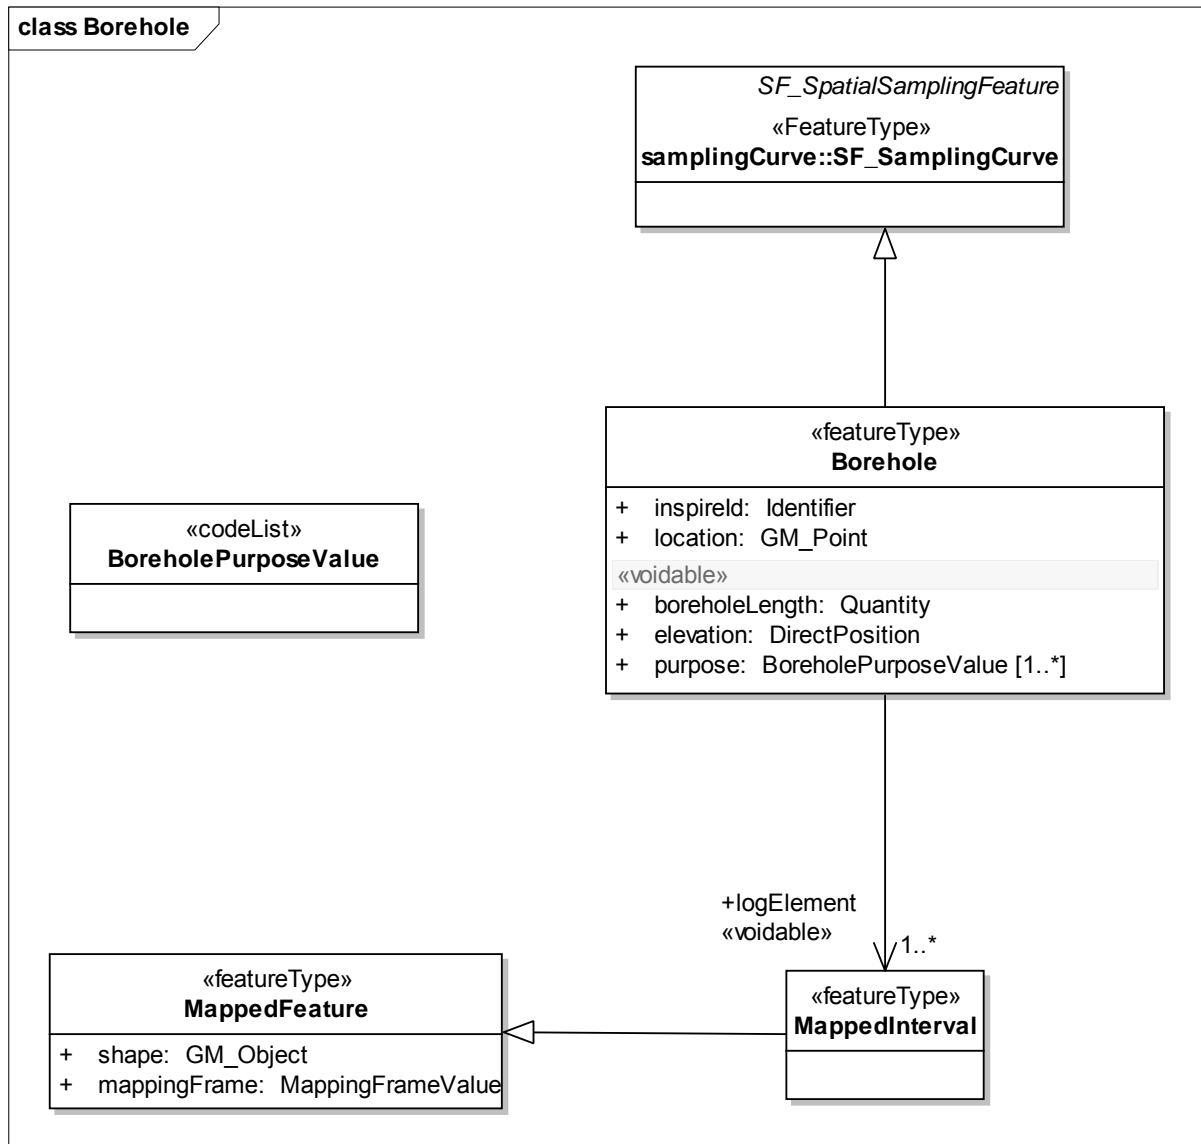 class Borehole
SF_SpatialSamplingFeature
«FeatureType»
samplingCurve::SF_SamplingCurve
«featureType»
Borehole
+ inspireId: Identifier
+ location: GM_Point
«voidable»
+ boreholeLength: Quantity
+ elevation: DirectPosition
+ purpose: BoreholePurposeValue [1..*]
«codeList»
BoreholePurposeValue
+logElement
«voidable»
1..*
«featureType»
MappedFeature
+ shape: GM_Object
+ mappingFrame: MappingFrameValue
«featureType»
MappedInterval